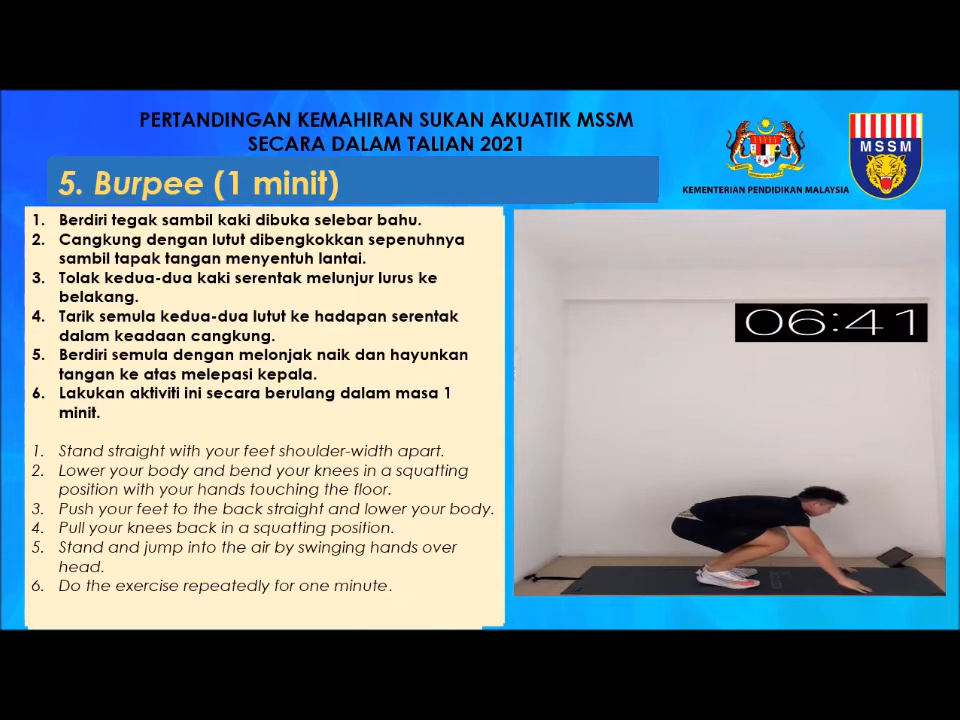 PERTANDINGAN KEMAHIRAN SUKAN AKUATIK MSSM
SECARA DALAM TALIAN 2021
KEMENTERIAN PENDIDIKAN MALAYSIA
MSSM
5. Burpee (1 minit)
1. Berdiri tegak sambil kaki dibuka selebar bahu.
2. Cangkung dengan lutut dibengkokkan sepenuhnya
sambil tapak tangan menyentuh lantai.
3. Tolak kedua-dua kaki serentak melunjur lurus ke
belakang.
4. Tarik semula kedua-dua lutut ke hadapan serentak
dalam keadaan cangkung.
5. Berdiri semula dengan melonjak naik dan hayunkan
tangan ke atas melepasi kepala.
6. Lakukan aktiviti ini secara berulang dalam masa 1
minit.
1. Stand straight with your feet shoulder-width apart.
2. Lower your body and bend your knees in a squatting
position with your hands touching the floor.
3. Push your feet to the back straight and lower your body.
4. Pull your knees back in a squatting position.
5. Stand and jump into the air by swinging hands over
head.
6. Do the exercise repeatedly for one minute.
06:41